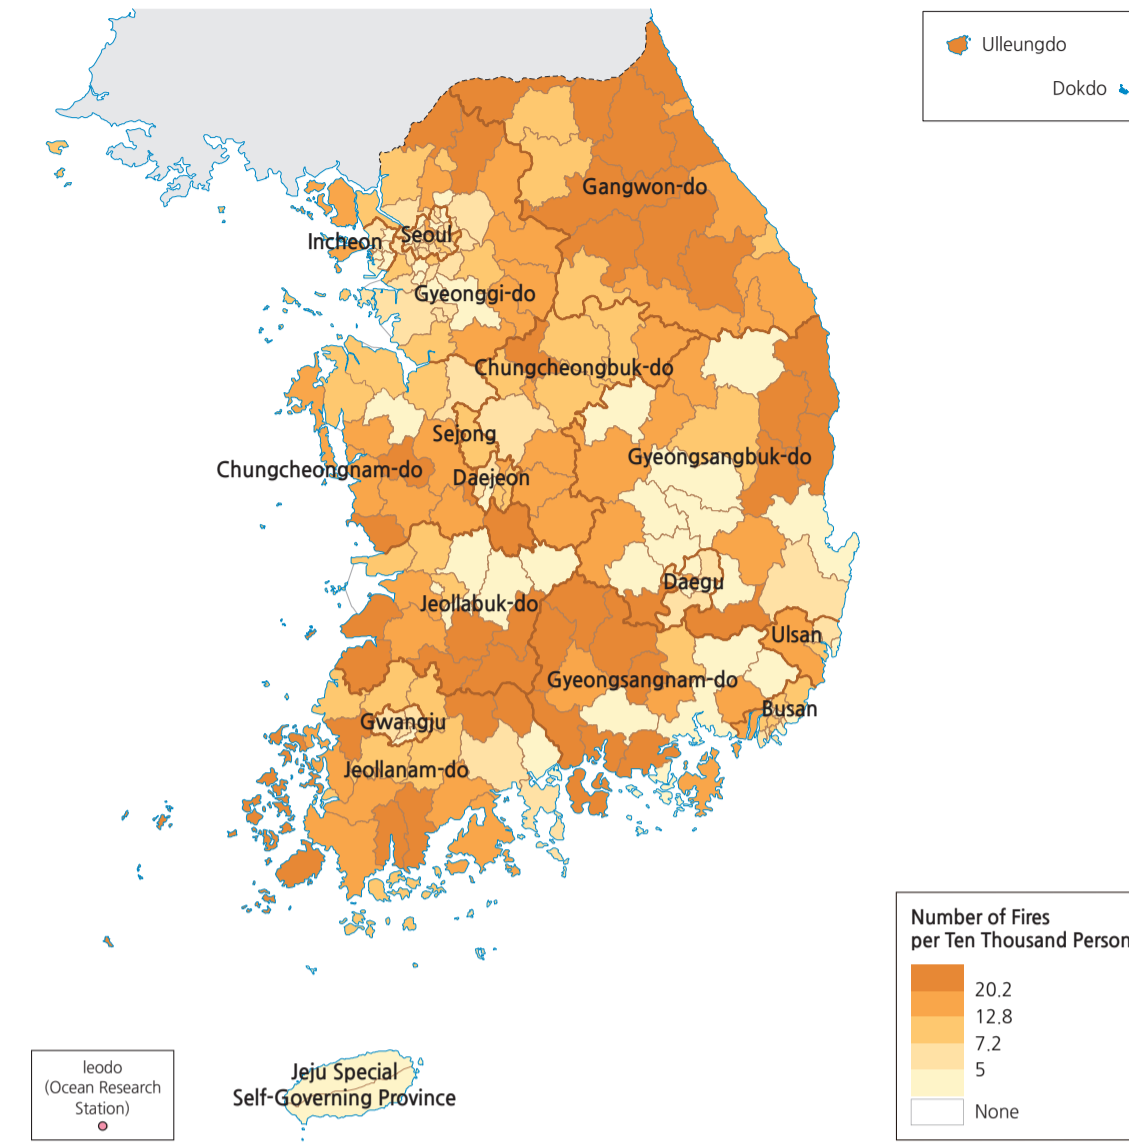 Ulleungdo
Dokdo
Gangwon-do
Incheon
Seoul
Gyeonggi-do
Chungcheongbuk-do
Sejong
Gyeongsangbuk-do
Chungcheongnam-do
Daejeon
Daegu
Jeollabuk-do
Ulsan
Gyeongsangnam-do
Busan
Gwangju
Jeollanam-do
Number of Fires
per Ten Thousand Person
20.2
12.8
7.2
5
None
Ieodo
(Ocean Research
Station)
Jeju Special
Self-Governing Province